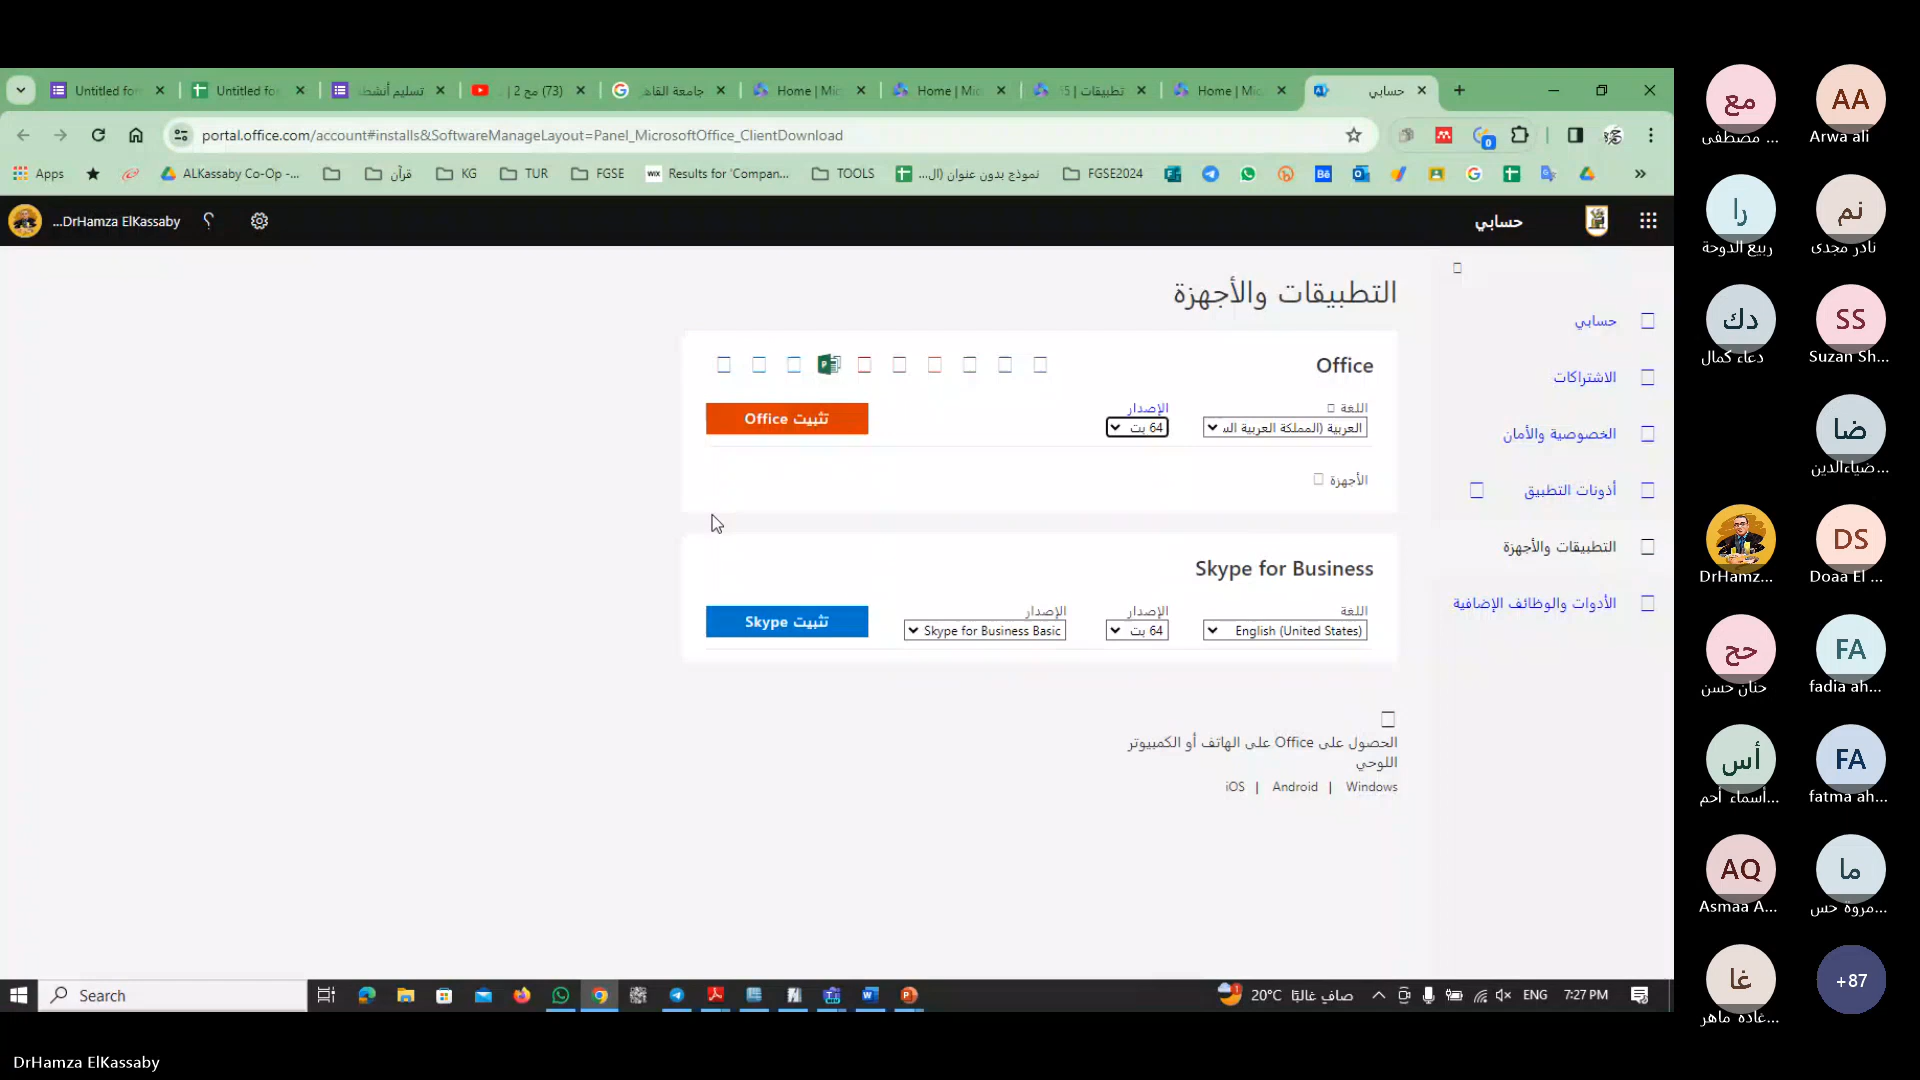 Untitled for
Untitled fo
تسليم أنشط
(73) مح 2 |
جامعة القاه
Home | Mic
Home | Mic
تطبيقات | 5
Home | Mic
حسابي
portal.office.com/account#installs&SoftwareManageLayout=Panel_MicrosoftOffice_ClientDownload
Apps
ALKassaby Co-Op -...
قرآن
KG
TUR
FGSE
Results for 'Compan...
TOOLS
نموذج بدون عنوان (ال...
FGSE2024
DrHamza ElKassaby...
حسابي
التطبيقات والأجهزة
حسابي
الاشتراكات
الخصوصية والأمان
أذونات التطبيق
التطبيقات والأجهزة
الأدوات والوظائف الإضافية
Office
اللغة
الإصدار
العربية (المملكة العربية الس
64 بت
تثبيت Office
الأجهزة
Skype for Business
اللغة
الإصدار
الإصدار
English (United States)
64 بت
Skype for Business Basic
تثبيت Skype
الحصول على Office على الهاتف أو الكمبيوتر
اللوحي
Windows | Android | iOS
Search
20°C
صافٍ غالبًا
ENG
7:27 PM
DrHamza ElKassaby
مع
مصطفى ...
AA
Arwa ali
را
ربيع الدوحة
نم
نادر مجدى
دك
دعاء كمال
SS
Suzan Sh...
ضا
ضياءالدين...
DrHamz...
DS
Doaa El ...
حح
حنان حسن
FA
fadia ah...
أس
أسماء أحم...
FA
fatma ah...
AQ
Asmaa A...
ما
مروة حس...
غا
غاده ماهر...
+87